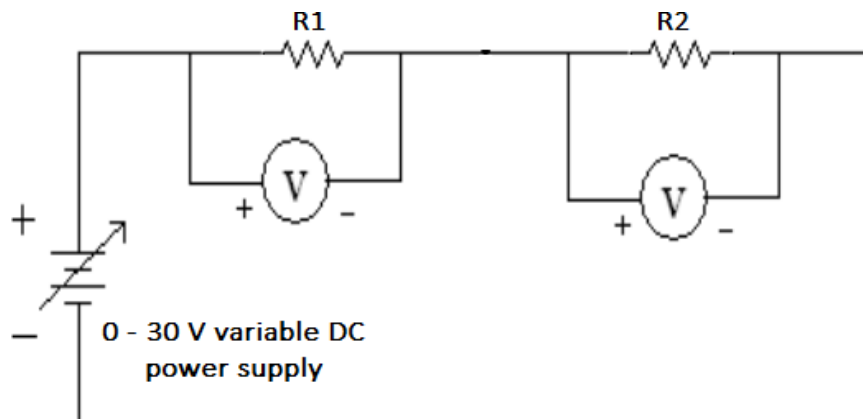 R1
R2
V
+ -
V
+ -
+
0 - 30 V variable DC
power supply